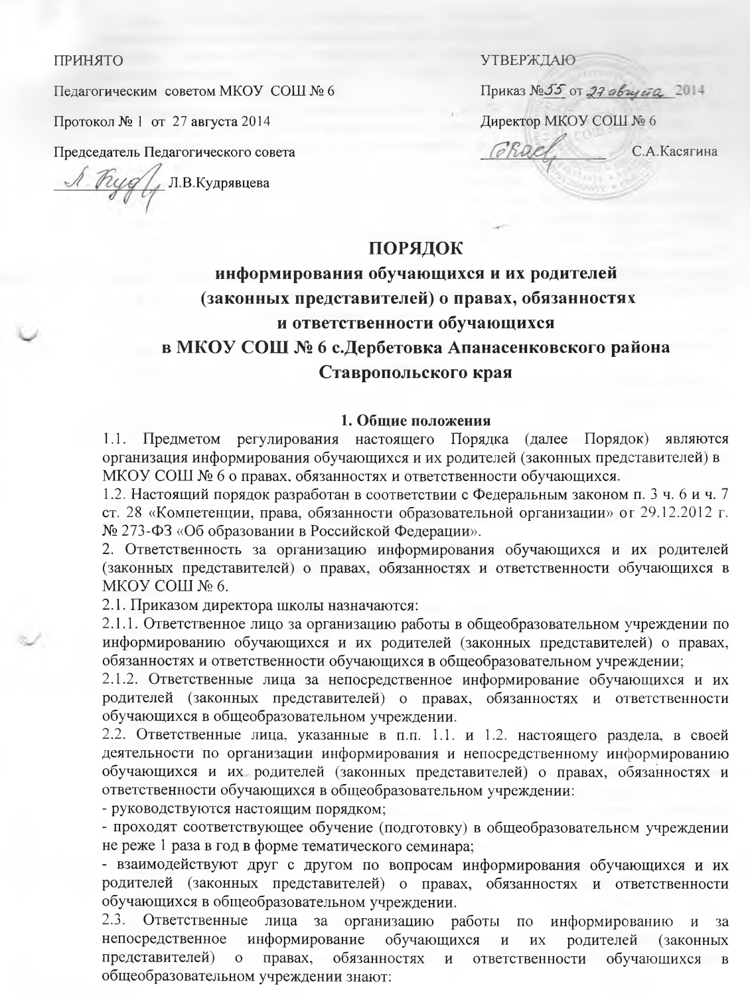 ПРИНЯТО
Педагогическим советом МКОУ СОШ № 6
Протокол № 1 от 27 августа 2014
Председатель Педагогического совета
Л. Куд Л.В.Кудрявцева
УТВЕРЖДАЮ
Приказ № 55 от 27 августа 2014
Директор МКОУ СОШ № 6
С.А.Касягина
ПОРЯДОК
информирования обучающихся и их родителей
(законных представителей) о правах, обязанностях
и ответственности обучающихся
в МКОУ СОШ № 6 с.Дербетовка Апанасенковского района
Ставропольского края
1. Общие положения
1.1. Предметом регулирования настоящего Порядка (далее Порядок) являются
организация информирования обучающихся и их родителей (законных представителей) в
МКОУ СОШ № 6 о правах, обязанностях и ответственности обучающихся.
1.2. Настоящий порядок разработан в соответствии с Федеральным законом п. 3 ч. 6 и ч. 7
ст. 28 «Компетенции, права, обязанности образовательной организации» от 29.12.2012 г.
№ 273-ФЗ «Об образовании в Российской Федерации».
2. Ответственность за организацию информирования обучающихся и их родителей
(законных представителей) о правах, обязанностях и ответственности обучающихся в
МКОУ СОШ № 6.
2.1. Приказом директора школы назначаются:
2.1.1. Ответственное лицо за организацию работы в общеобразовательном учреждении по
информированию обучающихся и их родителей (законных представителей) о правах,
обязанностях и ответственности обучающихся в общеобразовательном учреждении;
2.1.2. Ответственные лица за непосредственное информирование обучающихся и их
родителей (законных представителей) о правах, обязанностях и ответственности
обучающихся в общеобразовательном учреждении.
2.2. Ответственные лица, указанные в п.п. 1.1. и 1.2. настоящего раздела, в своей
деятельности по организации информирования и непосредственному информированию
обучающихся и их родителей (законных представителей) о правах, обязанностях и
ответственности обучающихся в общеобразовательном учреждении:
- руководствуются настоящим порядком;
- проходят соответствующее обучение (подготовку) в общеобразовательном учреждении
не реже 1 раза в год в форме тематического семинара;
- взаимодействуют друг с другом по вопросам информирования обучающихся и их
родителей (законных представителей) о правах, обязанностях и ответственности
обучающихся в общеобразовательном учреждении.
2.3. Ответственные лица за организацию работы по информированию и за
непосредственное информирование обучающихся и их родителей (законных
представителей) о правах, обязанностях и ответственности обучающихся в
общеобразовательном учреждении знают: